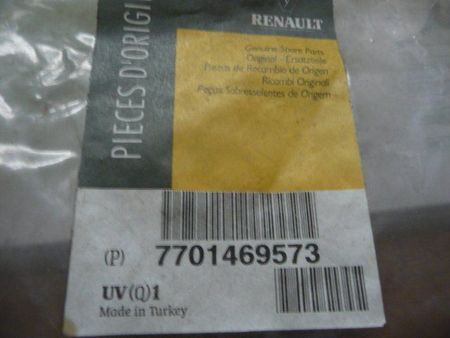 PIECES D'ORIGI
RENAULT
Genuine Spare Parts
Original - Ersatzteile
Piezas de Recambio de Origen
Ricambi Originali
Peças Sobresselentes de Origem
(P) 7701469573
UV(Q)1
Made in Turkey